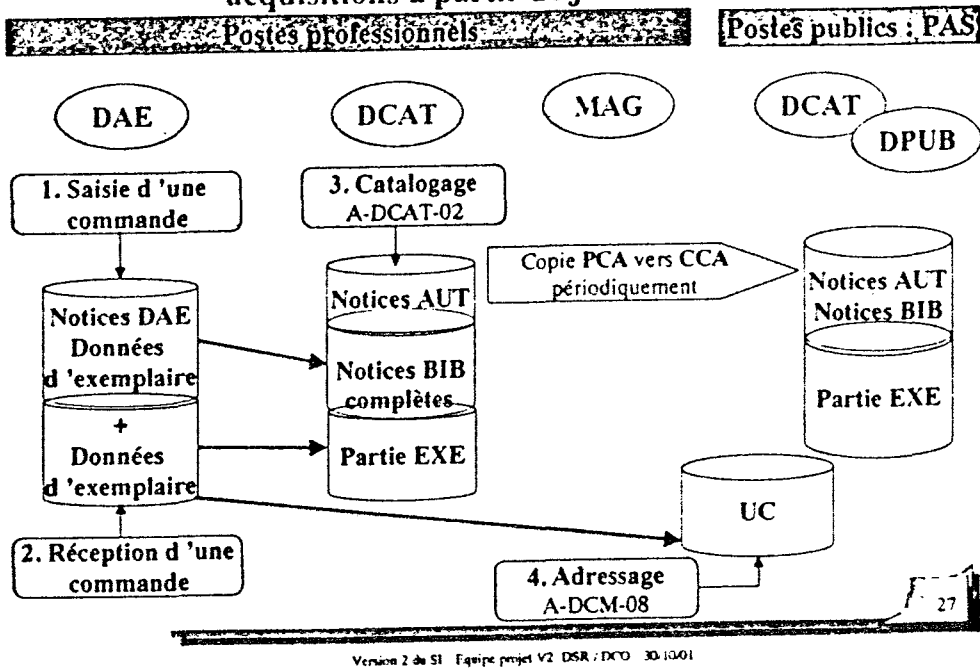 Postes professionnels
Postes publics : PAS
DAE
DCAT
MAG
DCAT
DPUB
1. Saisie d 'une
commande
3. Catalogage
A-DCAT-02
Notices DAE
Données
d 'exemplaire
+
Données
d 'exemplaire
Notices AUT
Notices BIB
complètes
Partie EXE
Copie PCA vers CCA
périodiquement
Notices AUT
Notices BIB
Partie EXE
UC
2. Réception d 'une
commande
4. Adressage
A-DCM-08
27
Version 2 du SI Equipe projet V2 DSR / DCO 30/10/01